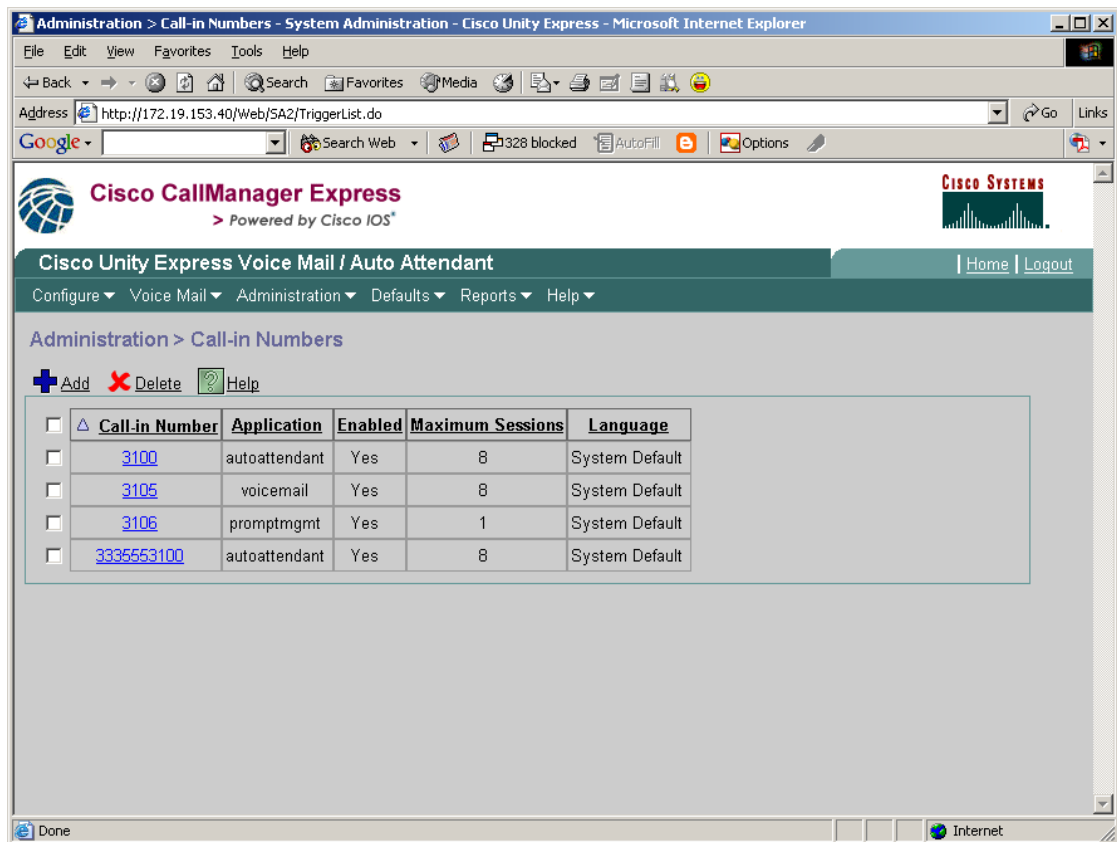 Administration > Call-in Numbers - System Administration - Cisco Unity Express - Microsoft Internet Explorer
File Edit View Favorites Tools Help
Back Search Favorites Media
Address http://172.19.153.40/Web/SA2/TriggerList.do Go Links
Google Search Web 328 blocked AutoFill Options
Cisco CallManager Express
> Powered by Cisco IOS*
CISCO SYSTEMS
Cisco Unity Express Voice Mail / Auto Attendant
| Home | Logout
Configure Voice Mail Administration Defaults Reports Help
Administration > Call-in Numbers
Add Delete ? Help
Call-in Number Application Enabled Maximum Sessions Language
3100 autoattendant Yes 8 System Default
3105 voicemail Yes 8 System Default
3106 promptmgmt Yes 1 System Default
3335553100 autoattendant Yes 8 System Default
Done Internet